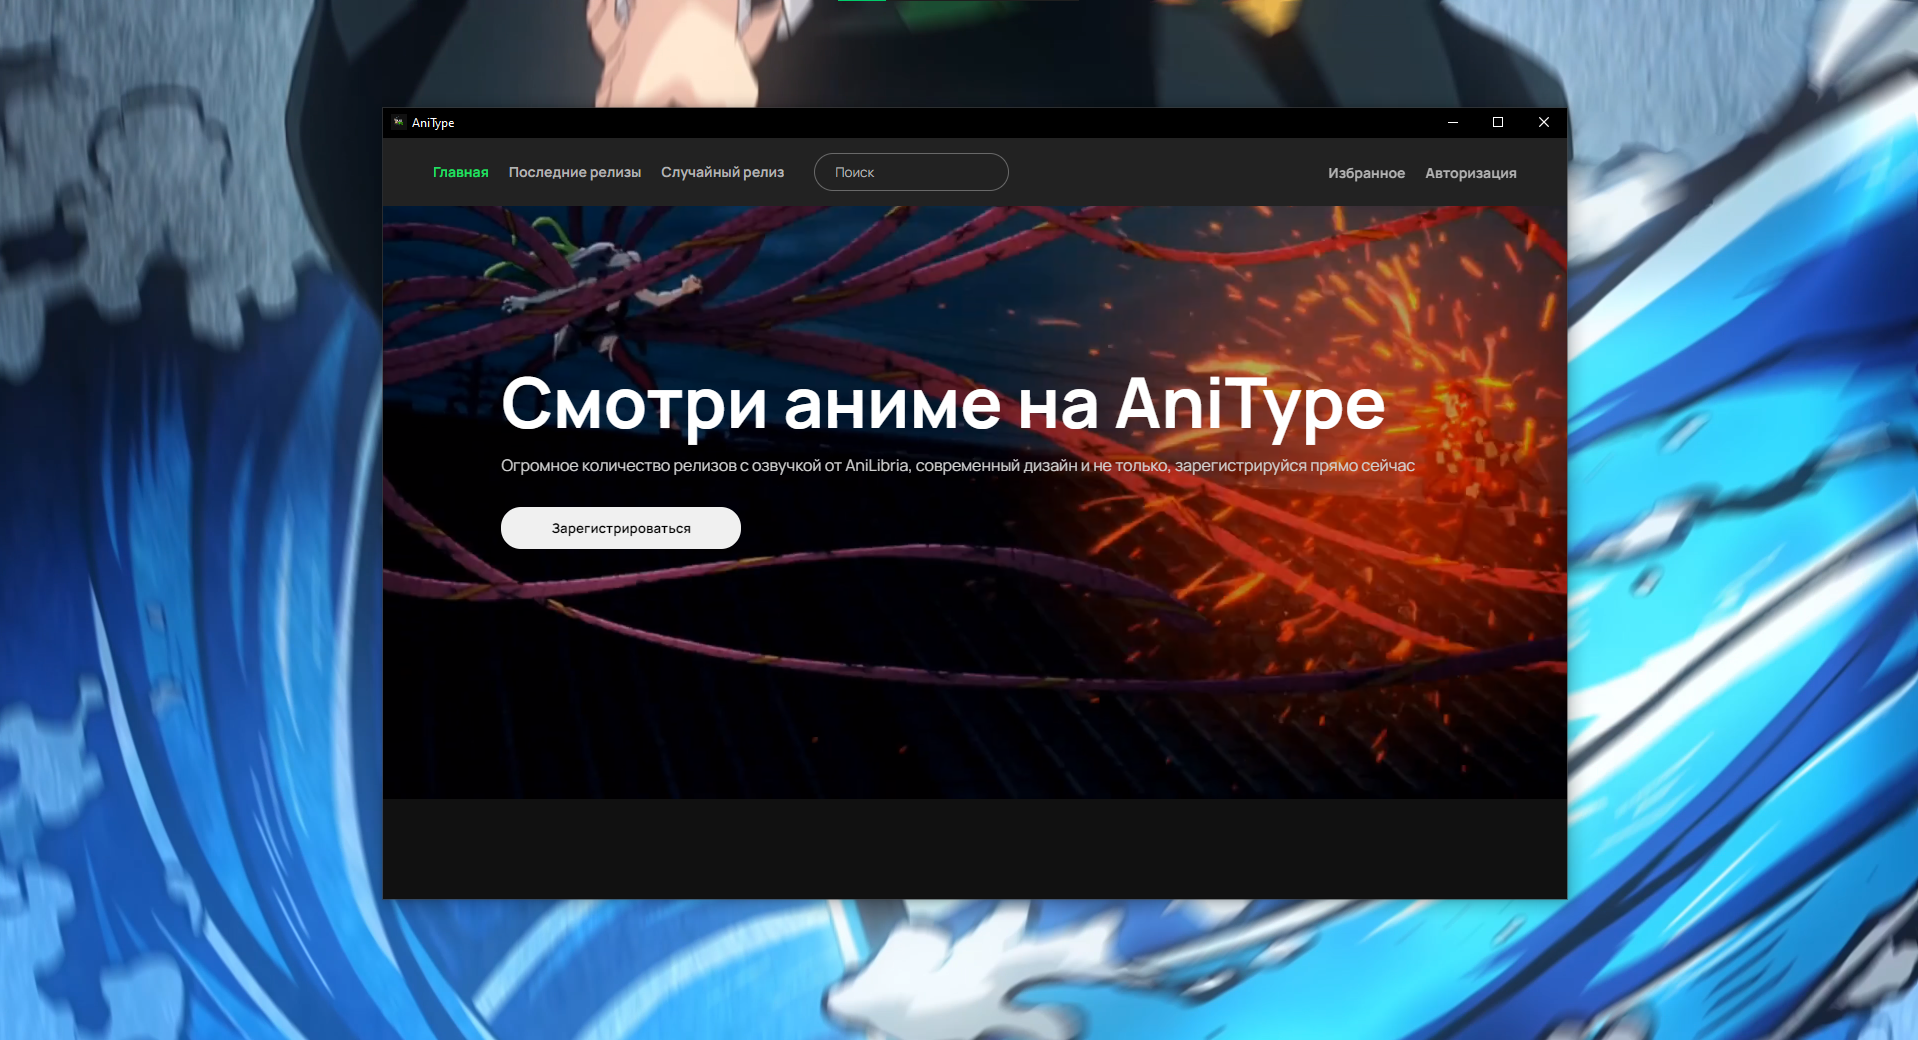 AniType
Главная Последние релизы Случайный релиз Поиск Избранное Авторизация
Смотри аниме на AniType
Огромное количество релизов с озвучкой от AniLibria, современный дизайн и не только, зарегистрируйся прямо сейчас
Зарегистрироваться